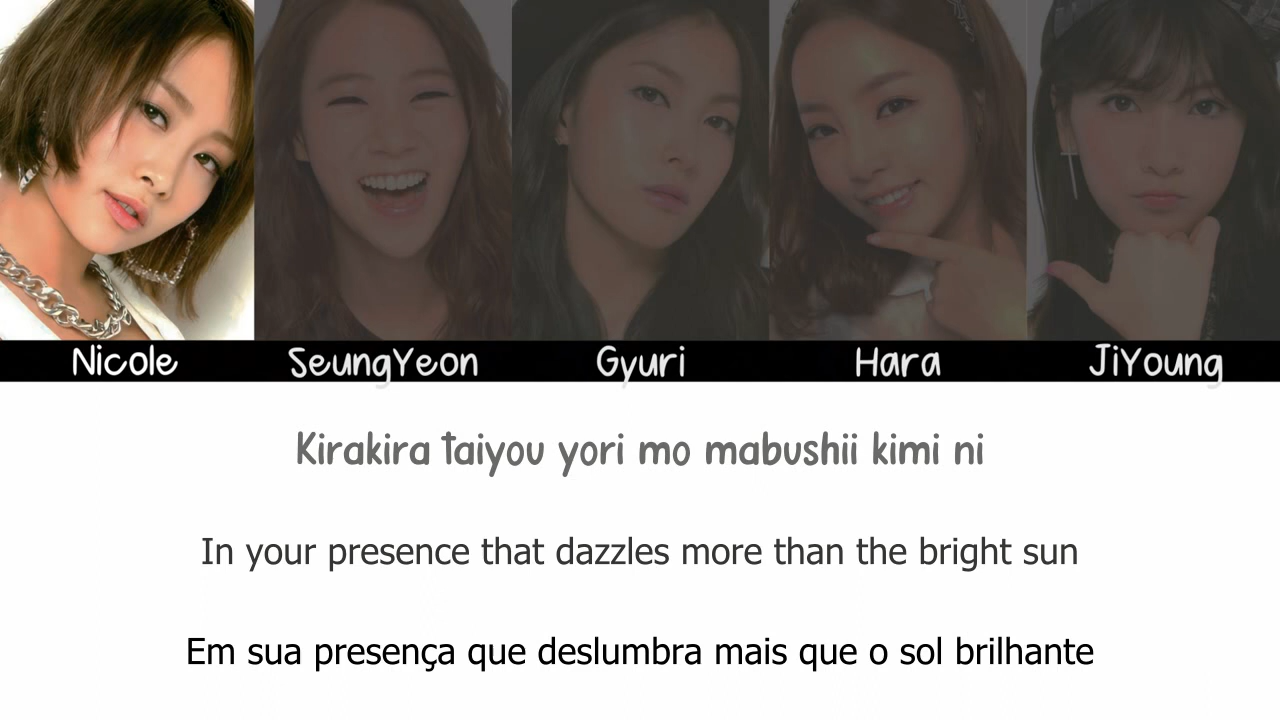 Nicole SeungYeon Gyuri Hara JiYoung
Kirakira taiyou yori mo mabushii kimi ni
In your presence that dazzles more than the bright sun
Em sua presença que deslumbra mais que o sol brilhante